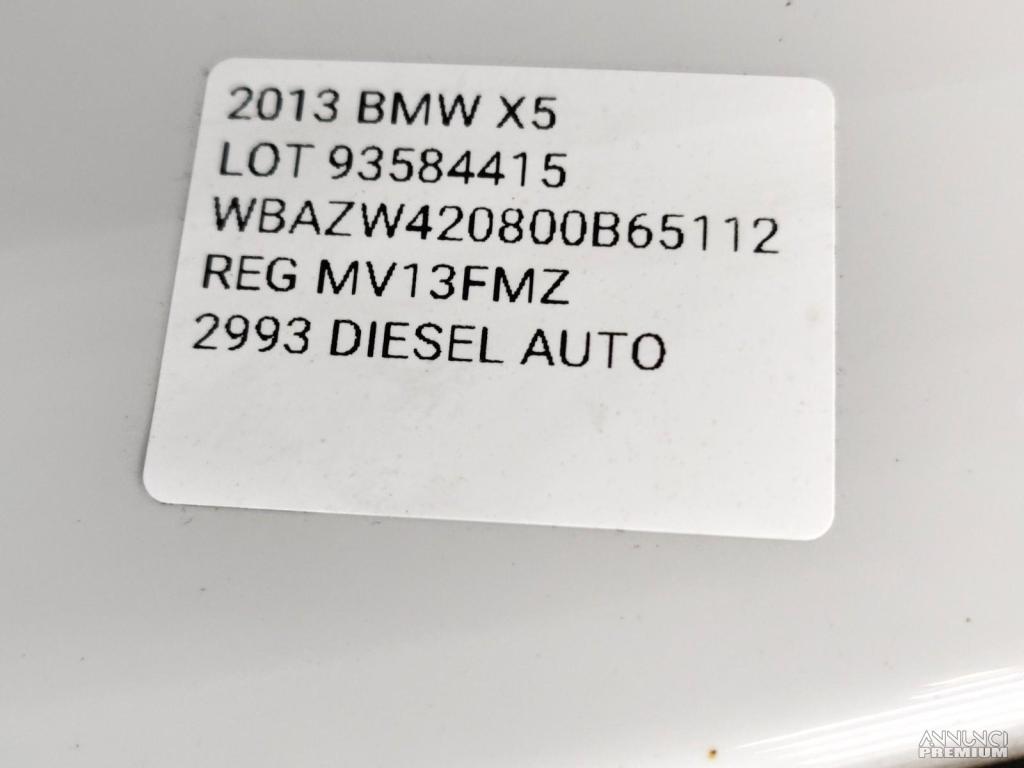 2013 BMW X5
LOT 93584415
WBAZW420800B65112
REG MV13FMZ
2993 DIESEL AUTO
ANNUNCI
PREMIUM